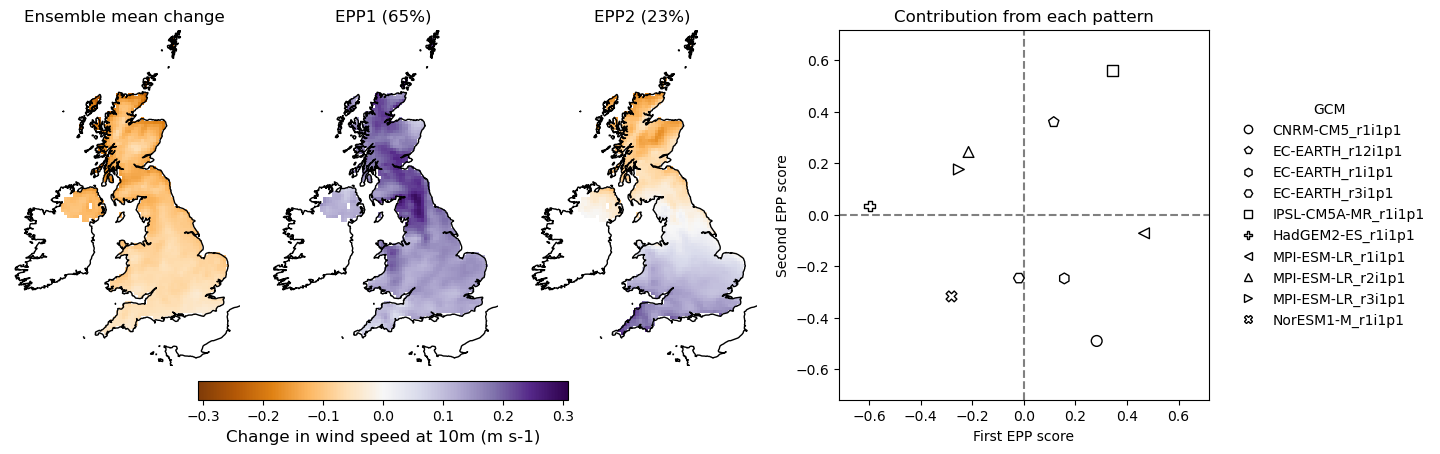 Ensemble mean change
EPP1 (65%)
EPP2 (23%)
Contribution from each pattern
−0.3 −0.2 −0.1 0.0 0.1 0.2 0.3
Change in wind speed at 10m (m s-1)
Second EPP score
0.6
0.4
0.2
0.0
−0.2
−0.4
−0.6
−0.6 −0.4 −0.2 0.0 0.2 0.4 0.6
First EPP score
GCM
CNRM-CM5_r1i1p1
EC-EARTH_r12i1p1
EC-EARTH_r1i1p1
EC-EARTH_r3i1p1
IPSL-CM5A-MR_r1i1p1
HadGEM2-ES_r1i1p1
MPI-ESM-LR_r1i1p1
MPI-ESM-LR_r2i1p1
MPI-ESM-LR_r3i1p1
NorESM1-M_r1i1p1